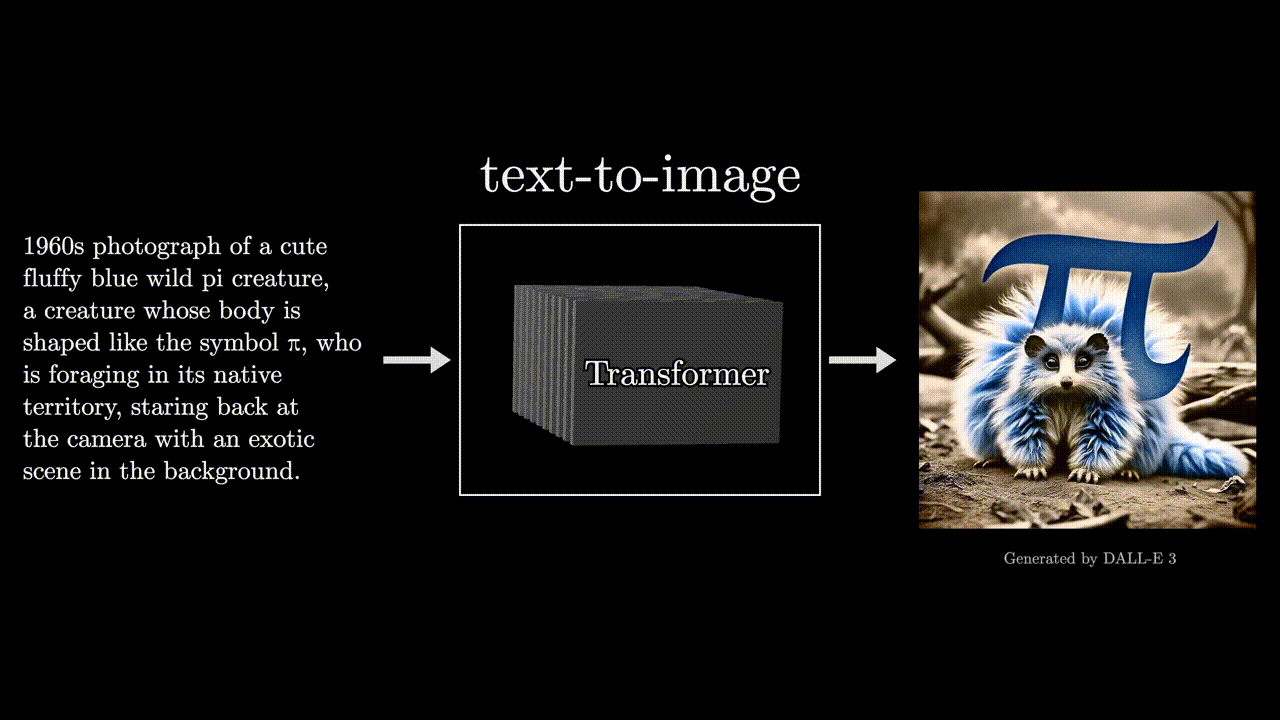 text-to-image
1960s photograph of a cute
fluffy blue wild pi creature,
a creature whose body is
shaped like the symbol π, who
is foraging in its native
territory, staring back at
the camera with an exotic
scene in the background.
Transformer
π
Generated by DALL-E 3